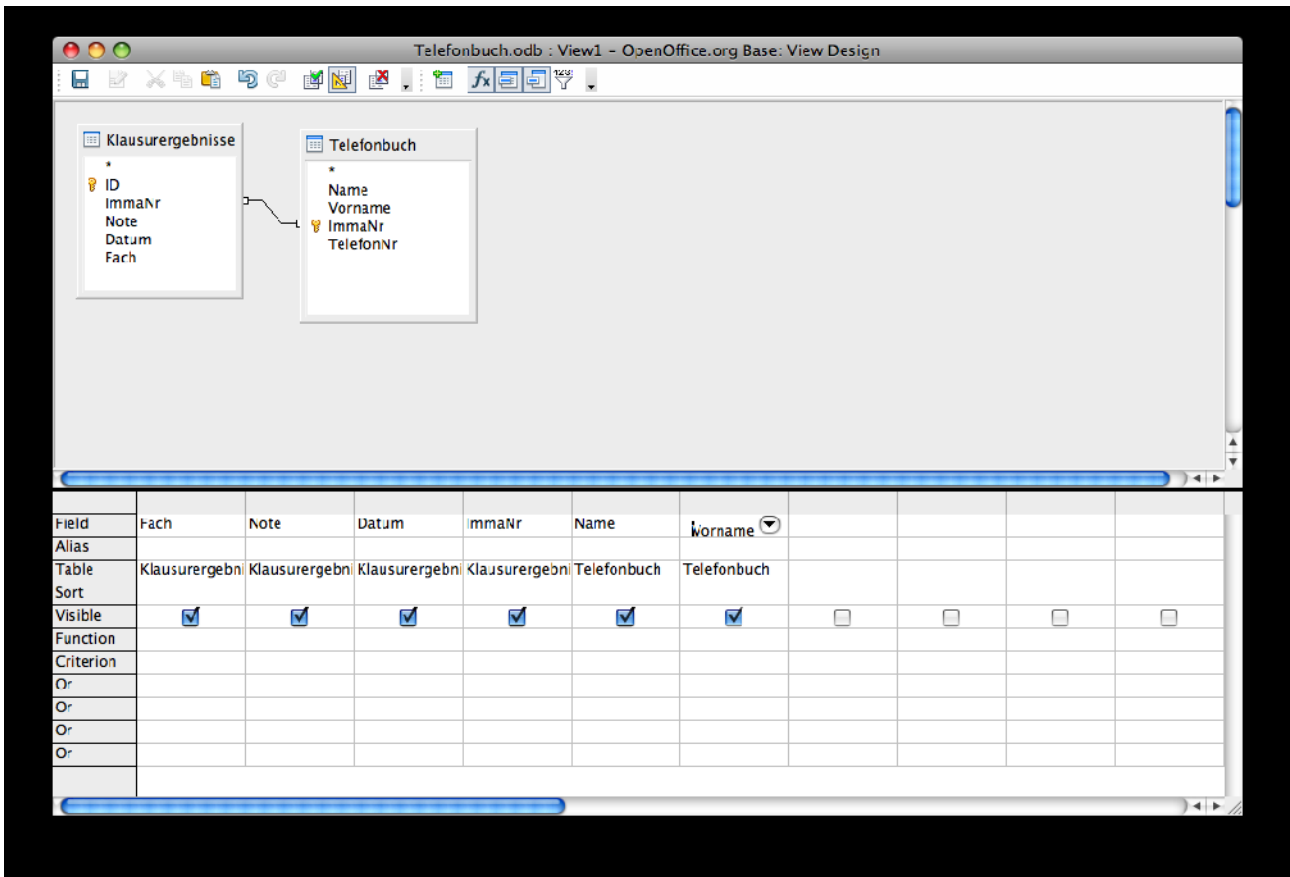 Telefonbuch.odb : View1 – OpenOffice.org Base: View Design
Klausurergebnisse
*
ID
ImmaNr
Note
Datum
Fach
Telefonbuch
*
Name
Vorname
ImmaNr
TelefonNr
Field Fach Note Datum ImmaNr Name Vorname
Alias
Table Klausurergebni Klausurergebni Klausurergebni Klausurergebni Telefonbuch Telefonbuch
Sort
Visible
Function
Criterion
Or
Or
Or
Or